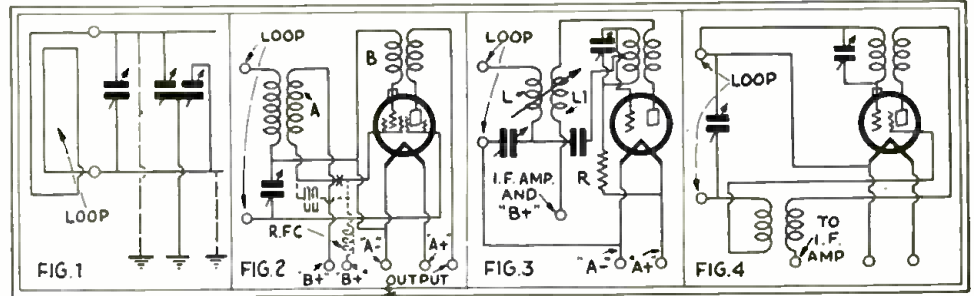 LOOP
FIG.1
LOOP
A
B
R.F.C
"A-"
"A+"
FIG.2
"B+"
"B+"
OUTPUT
LOOP
L
L1
I.F. AMP.
AND
"B+"
R
FIG.3
"A-"
"A+"
LOOP
TO
I.F.
AMP
FIG.4